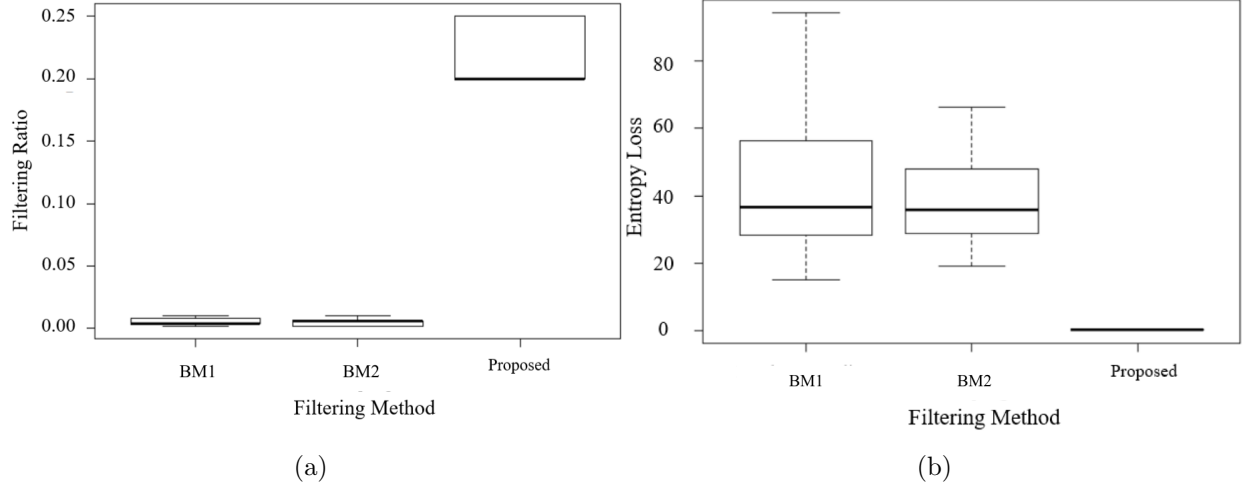 0.25
0.20
0.15
0.10
0.05
0.00
Filtering Ratio
BM1
BM2
Proposed
Filtering Method
(a)
80
60
40
20
0
Entropy Loss
BM1
BM2
Proposed
Filtering Method
(b)